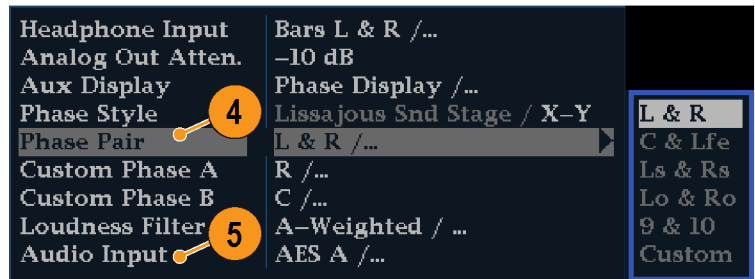 Headphone Input Bars L & R /...
Analog Out Atten. –10 dB
Aux Display Phase Display /...
Phase Style 4 Lissajous Snd Stage / X–Y L & R
Phase Pair L & R /... C & Lfe
Custom Phase A R /... Ls & Rs
Custom Phase B C /... Lo & Ro
Loudness Filter 5 A–Weighted / ... 9 & 10
Audio Input AES A /... Custom